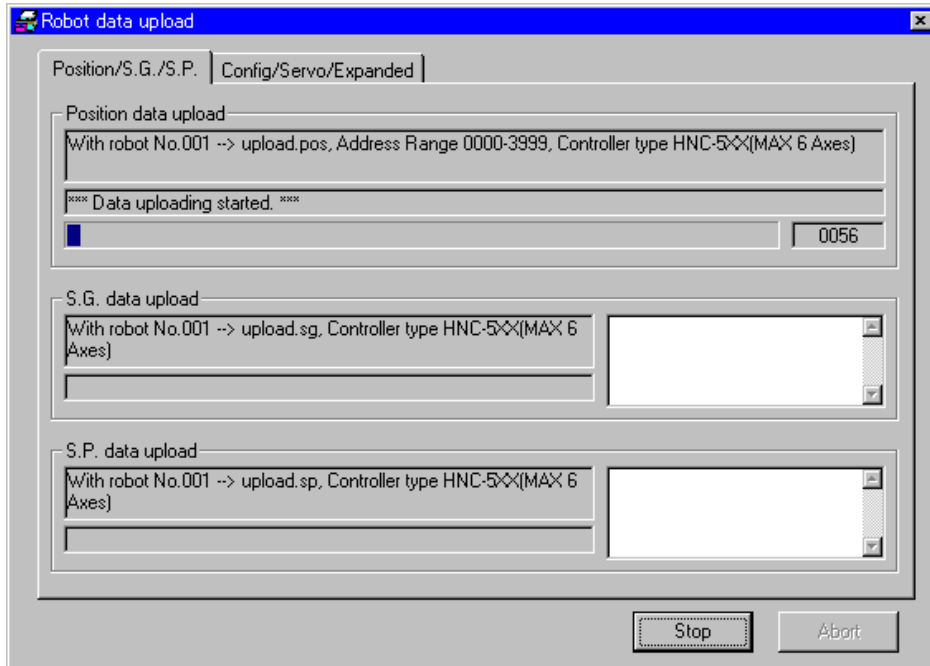 Robot data upload
Position/S.G./S.P.
Config/Servo/Expanded
Position data upload
With robot No.001 --> upload.pos, Address Range 0000-3999, Controller type HNC-5XX(MAX 6 Axes)
*** Data uploading started. ***
0056
S.G. data upload
With robot No.001 --> upload.sg, Controller type HNC-5XX(MAX 6
Axes)
S.P. data upload
With robot No.001 --> upload.sp, Controller type HNC-5XX(MAX 6
Axes)
Stop
Abort